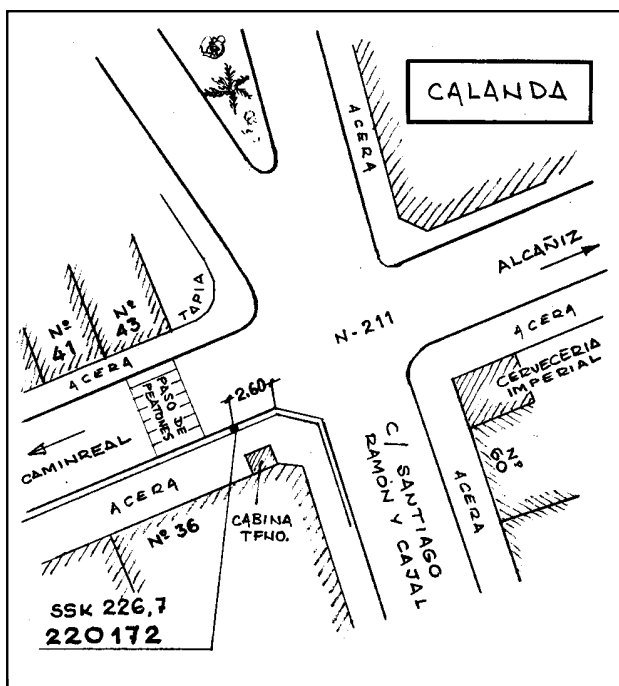 CALANDA
ACERA
ALCAÑIZ
TAPIA
Nº 41
Nº 43
N-211
ACERA
ACERA
CERVECERIA
IMPERIAL
2.60
PASO DE
PEATONES
CAMINREAL
C/ SANTIAGO
RAMON Y CAJAL
ACERA
Nº 60
ACERA
CABINA
TFNO.
Nº 36
SSK 226,7
220172